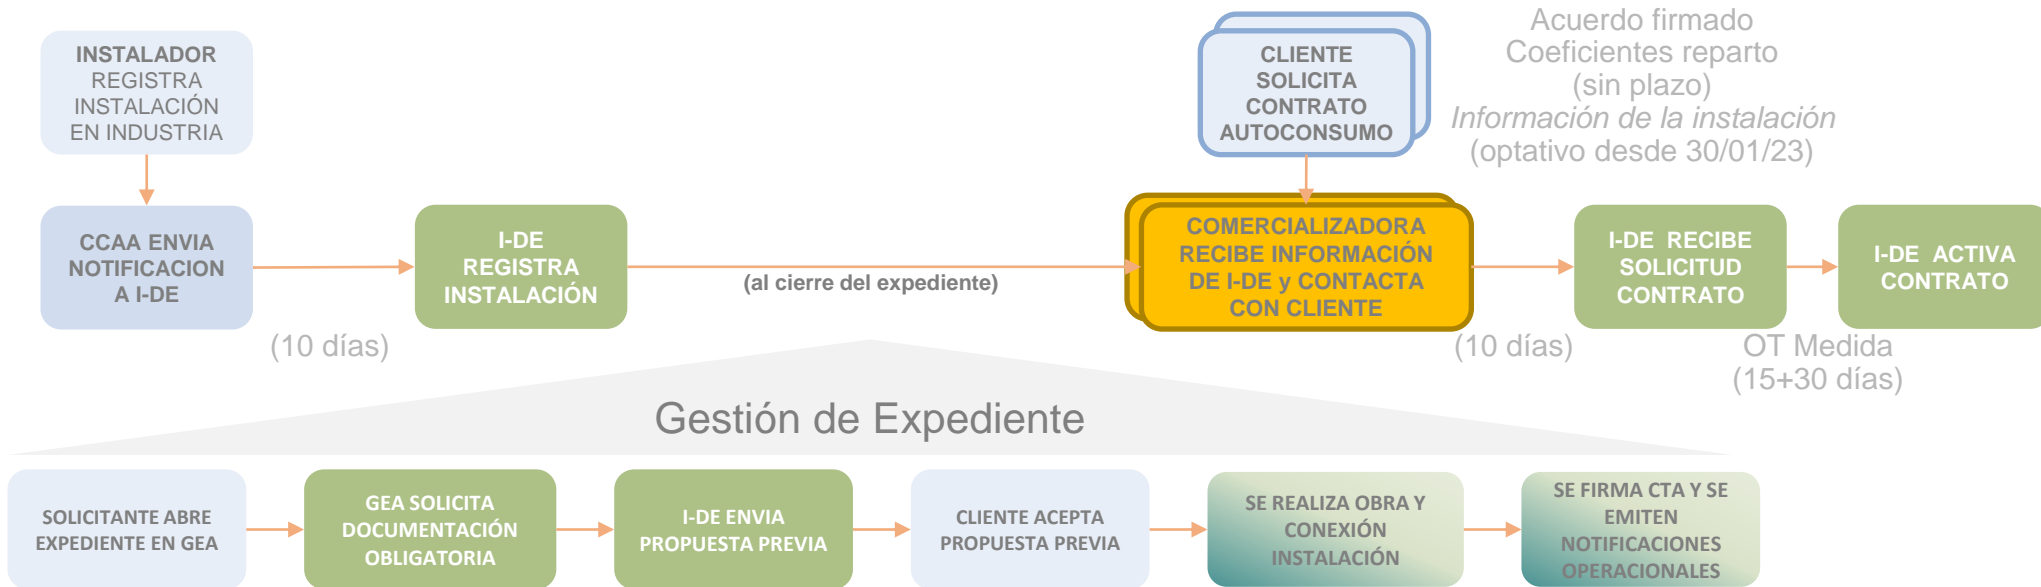 INSTALADOR
REGISTRA
INSTALACIÓN
EN INDUSTRIA
CLIENTE
SOLICITA
CONTRATO
AUTOCONSUMO
Acuerdo firmado
Coeficientes reparto
(sin plazo)
Información de la instalación
(optativo desde 30/01/23)
CCAA ENVIA
NOTIFICACION
A I-DE
(10 días)
I-DE
REGISTRA
INSTALACIÓN
(al cierre del expediente)
COMERCIALIZADORA
RECIBE INFORMACIÓN
DE I-DE y CONTACTA
CON CLIENTE
(10 días)
I-DE RECIBE
SOLICITUD
CONTRATO
OT Medida
(15+30 días)
I-DE ACTIVA
CONTRATO
Gestión de Expediente
SOLICITANTE ABRE
EXPEDIENTE EN GEA
GEA SOLICITA
DOCUMENTACIÓN
OBLIGATORIA
I-DE ENVIA
PROPUESTA PREVIA
CLIENTE ACEPTA
PROPUESTA PREVIA
SE REALIZA OBRA Y
CONEXIÓN
INSTALACIÓN
SE FIRMA CTA Y SE
EMITEN
NOTIFICACIONES
OPERACIONALES